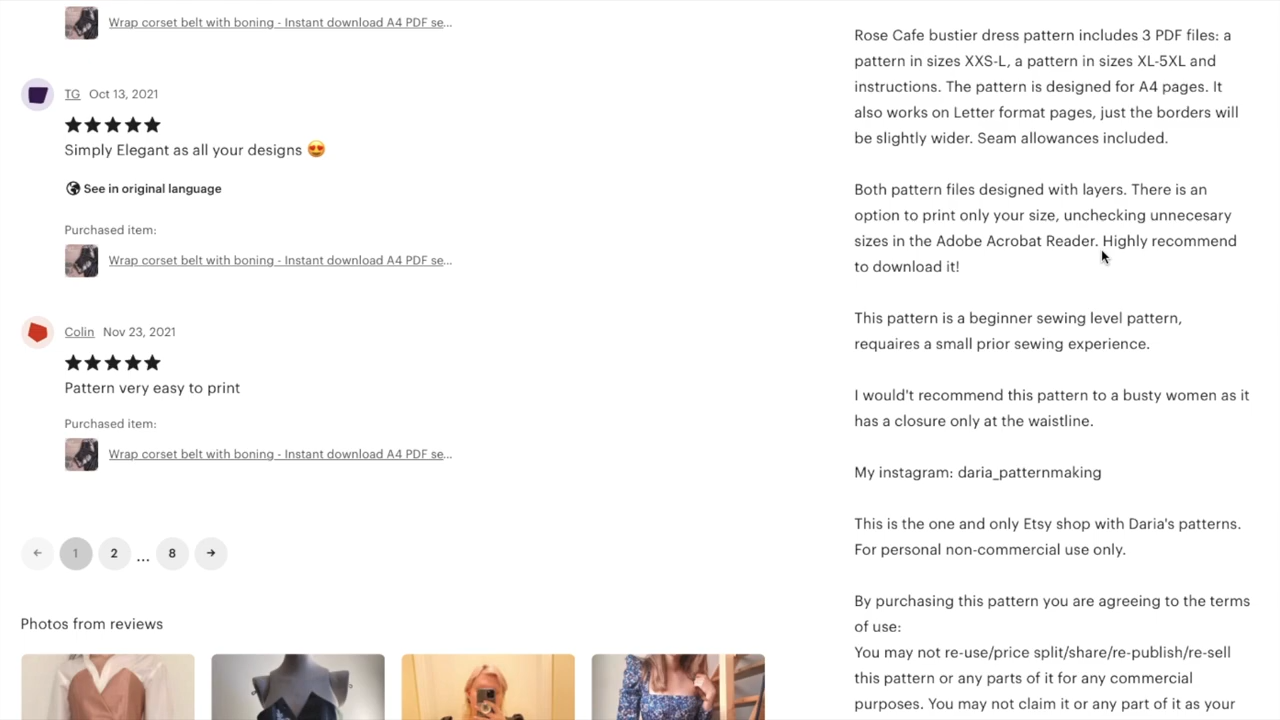 Wrap corset belt with boning - Instant download A4 PDF se...
TG Oct 13, 2021
Simply Elegant as all your designs 😍
See in original language
Purchased item:
Wrap corset belt with boning - Instant download A4 PDF se...
Colin Nov 23, 2021
Pattern very easy to print
Purchased item:
Wrap corset belt with boning - Instant download A4 PDF se...
← 1 2 ... 8 →
Photos from reviews
Rose Cafe bustier dress pattern includes 3 PDF files: a
pattern in sizes XXS-L, a pattern in sizes XL-5XL and
instructions. The pattern is designed for A4 pages. It
also works on Letter format pages, just the borders will
be slightly wider. Seam allowances included.
Both pattern files designed with layers. There is an
option to print only your size, unchecking unnecesary
sizes in the Adobe Acrobat Reader. Highly recommend
to download it!
This pattern is a beginner sewing level pattern,
requaires a small prior sewing experience.
I would't recommend this pattern to a busty women as it
has a closure only at the waistline.
My instagram: daria_patternmaking
This is the one and only Etsy shop with Daria's patterns.
For personal non-commercial use only.
By purchasing this pattern you are agreeing to the terms
of use:
You may not re-use/price split/share/re-publish/re-sell
this pattern or any parts of it for any commercial
purposes. You may not claim it or any part of it as your